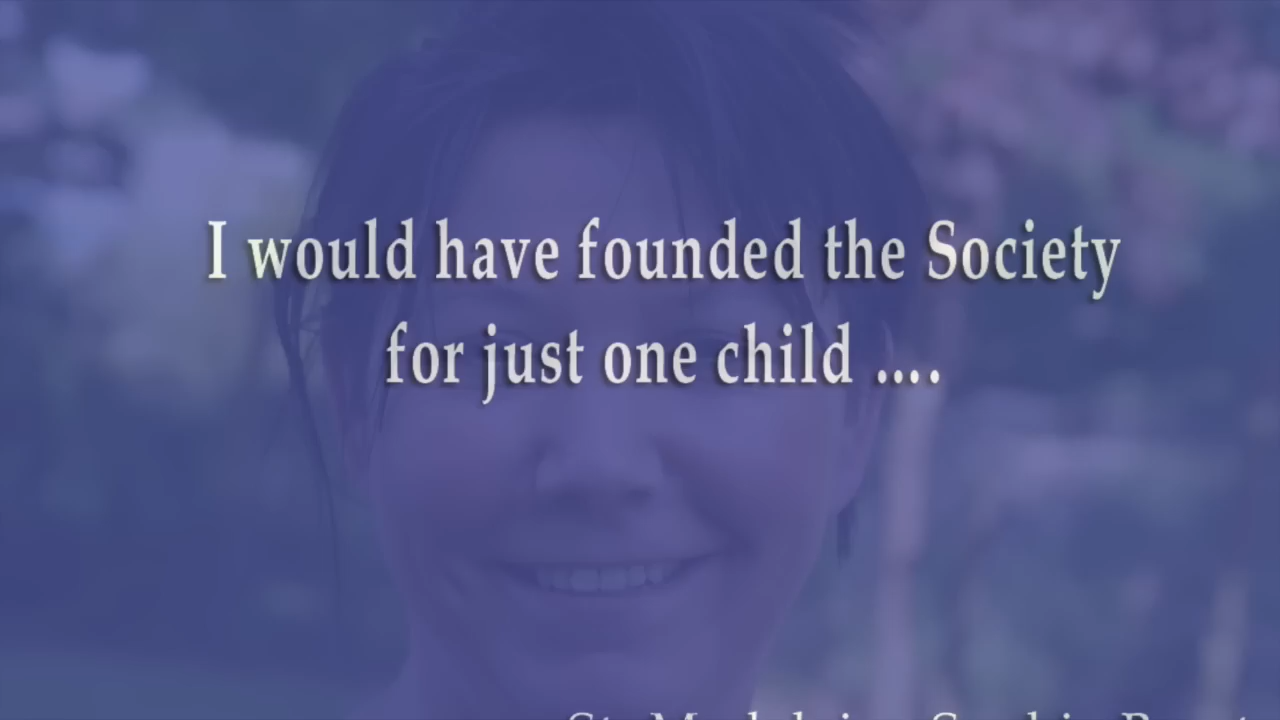 I would have founded the Society
for just one child ....